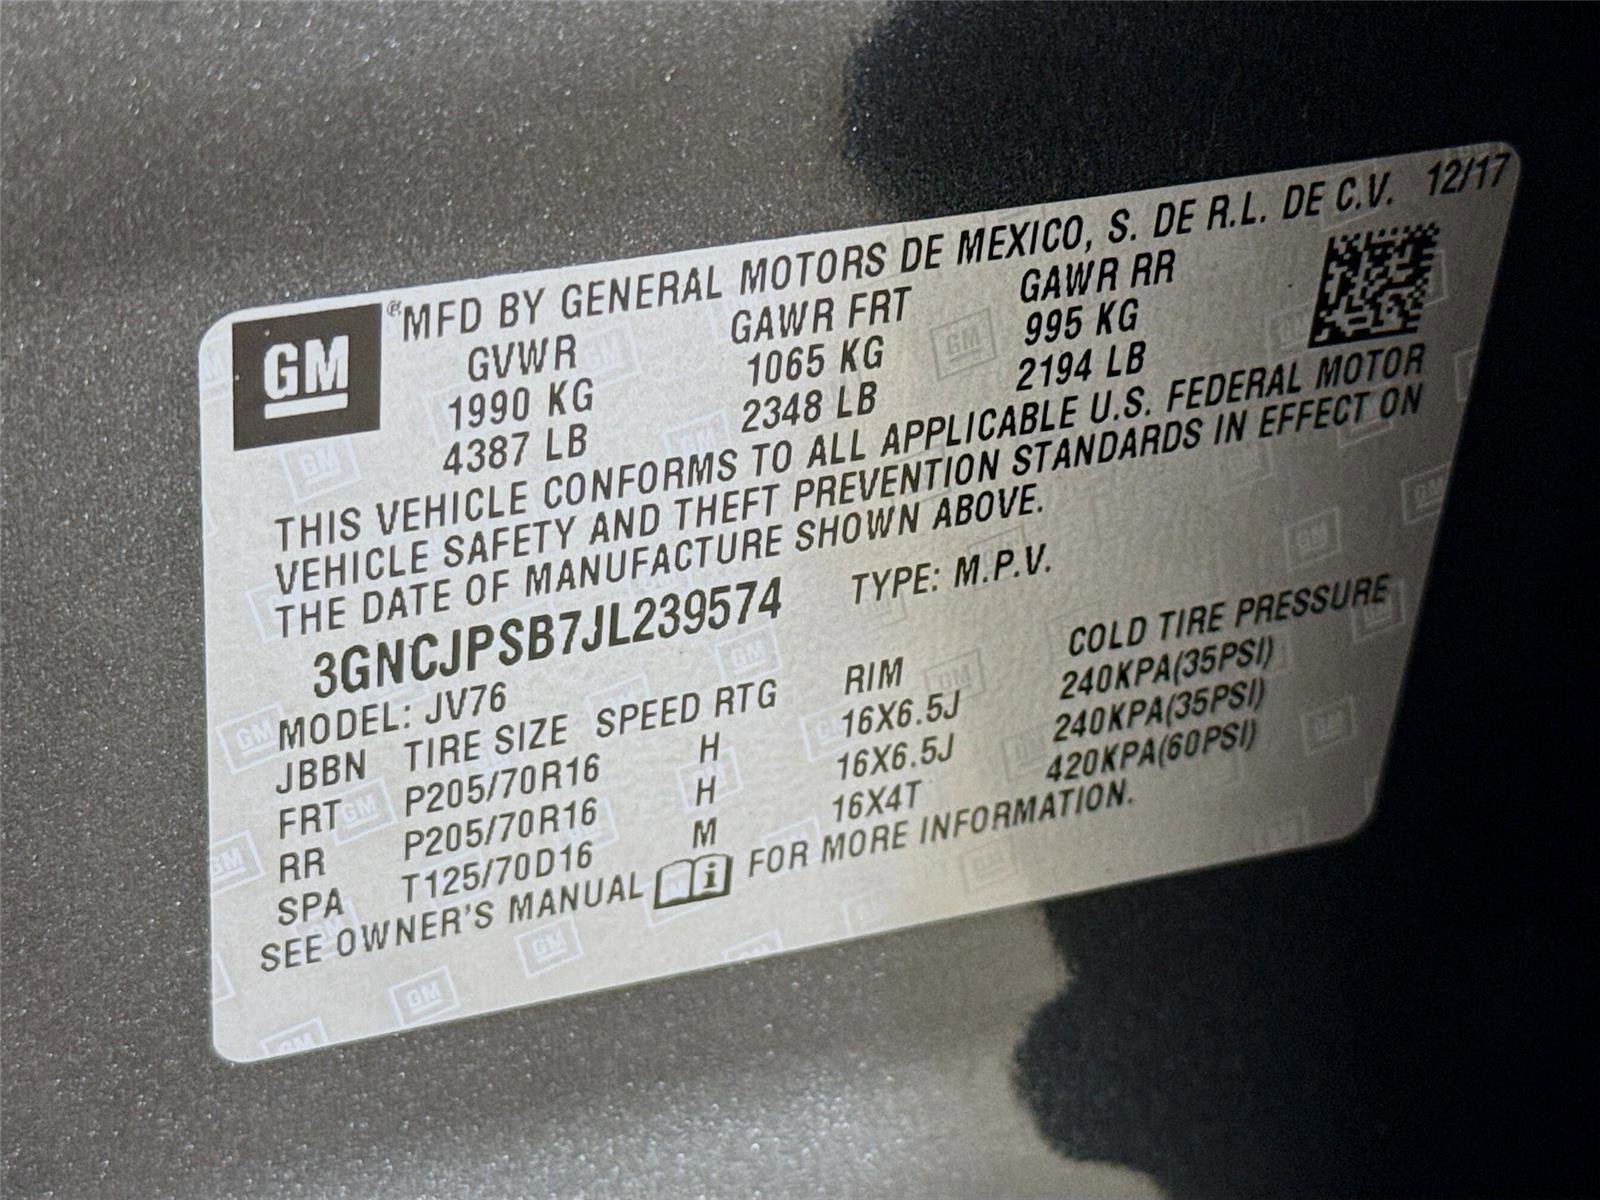 GM
®MFD BY GENERAL MOTORS DE MEXICO, S. DE R.L. DE C.V. 12/17
GVWR GAWR FRT GAWR RR
1990 KG 1065 KG 995 KG
4387 LB 2348 LB 2194 LB
THIS VEHICLE CONFORMS TO ALL APPLICABLE U.S. FEDERAL MOTOR
VEHICLE SAFETY AND THEFT PREVENTION STANDARDS IN EFFECT ON
THE DATE OF MANUFACTURE SHOWN ABOVE.
3GNCJPSB7JL239574 TYPE: M.P.V.
MODEL: JV76
JBBN TIRE SIZE SPEED RTG RIM COLD TIRE PRESSURE
FRT P205/70R16 H 16X6.5J 240KPA(35PSI)
RR P205/70R16 H 16X6.5J 240KPA(35PSI)
SPA T125/70D16 M 16X4T 420KPA(60PSI)
SEE OWNER'S MANUAL i FOR MORE INFORMATION.